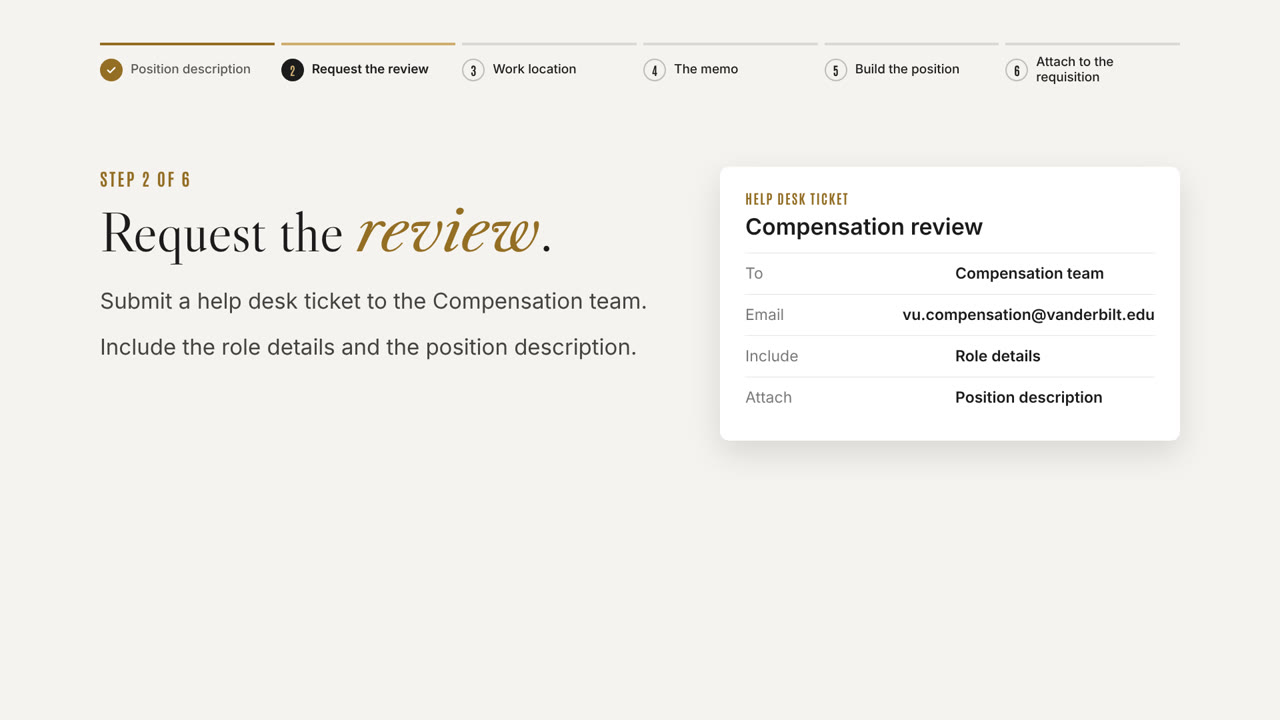 Position description
2 Request the review
3 Work location
4 The memo
5 Build the position
6 Attach to the
requisition
STEP 2 OF 6
Request the review.
Submit a help desk ticket to the Compensation team.
Include the role details and the position description.
HELP DESK TICKET
Compensation review
To Compensation team
Email vu.compensation@vanderbilt.edu
Include Role details
Attach Position description